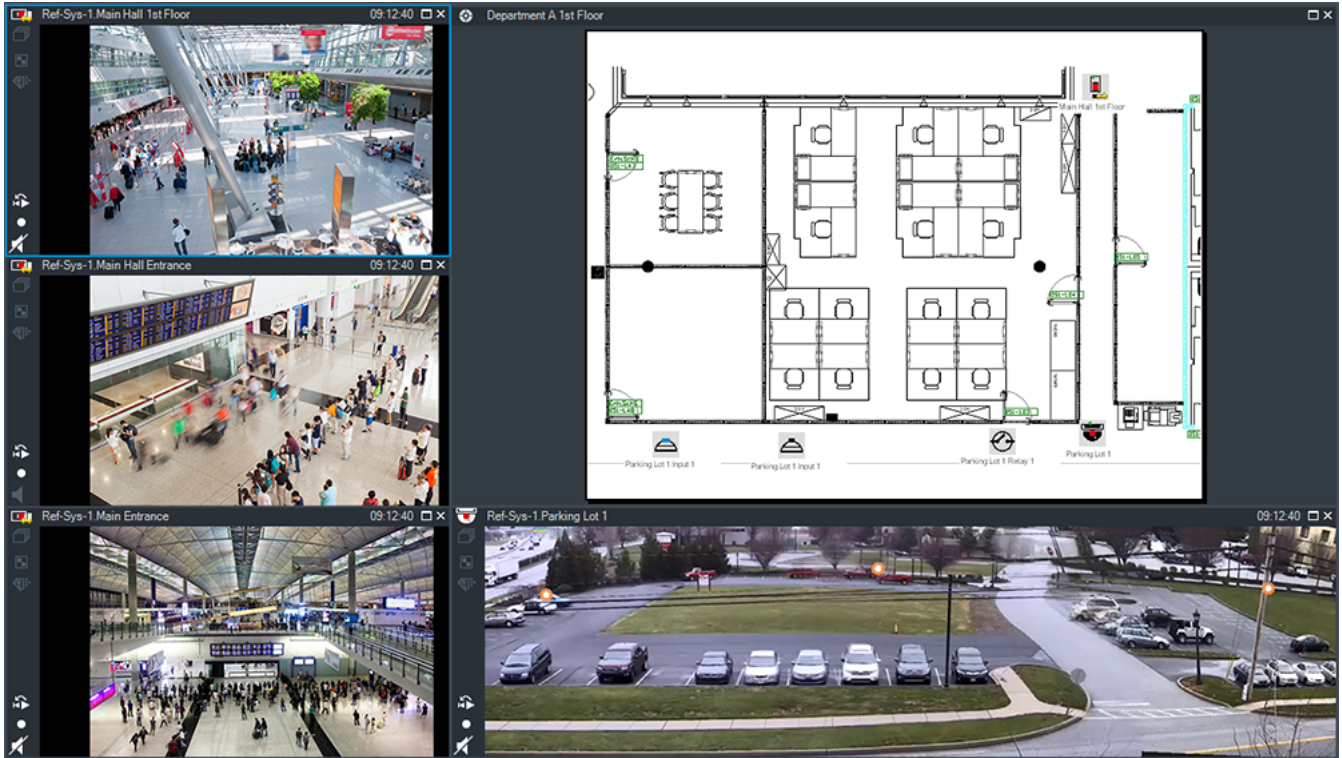 Ref-Sys-1.Main Hall 1st Floor 09:12:40
Department A 1st Floor
Main Hall 1st Floor
Parking Lot 1 Input 1
Parking Lot 1 Input 1
Parking Lot 1 Relay 1
Parking Lot 1
Ref-Sys-1.Main Hall Entrance 09:12:40
Ref-Sys-1.Main Entrance 09:12:40
Ref-Sys-1.Parking Lot 1 09:12:40